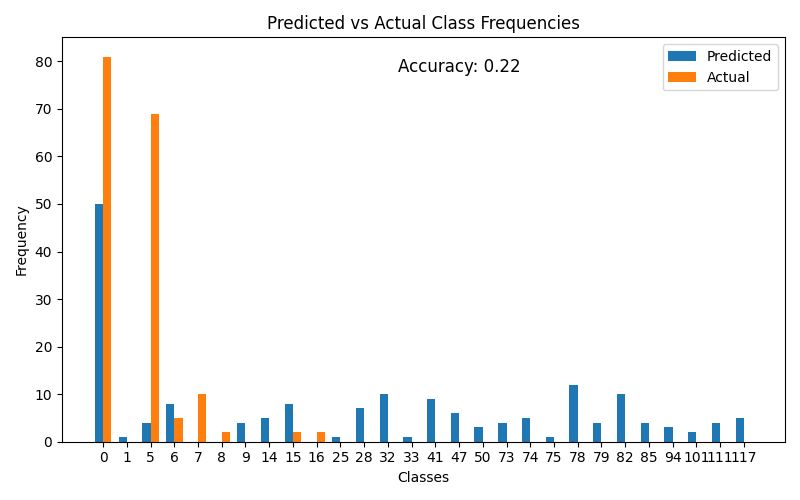 Predicted vs Actual Class Frequencies
Accuracy: 0.22
Predicted
Actual
80
70
60
50
40
30
20
10
0
Frequency
0 1 5 6 7 8 9 14 15 16 25 28 32 33 41 47 50 73 74 75 78 79 82 85 94 101 111 117
Classes